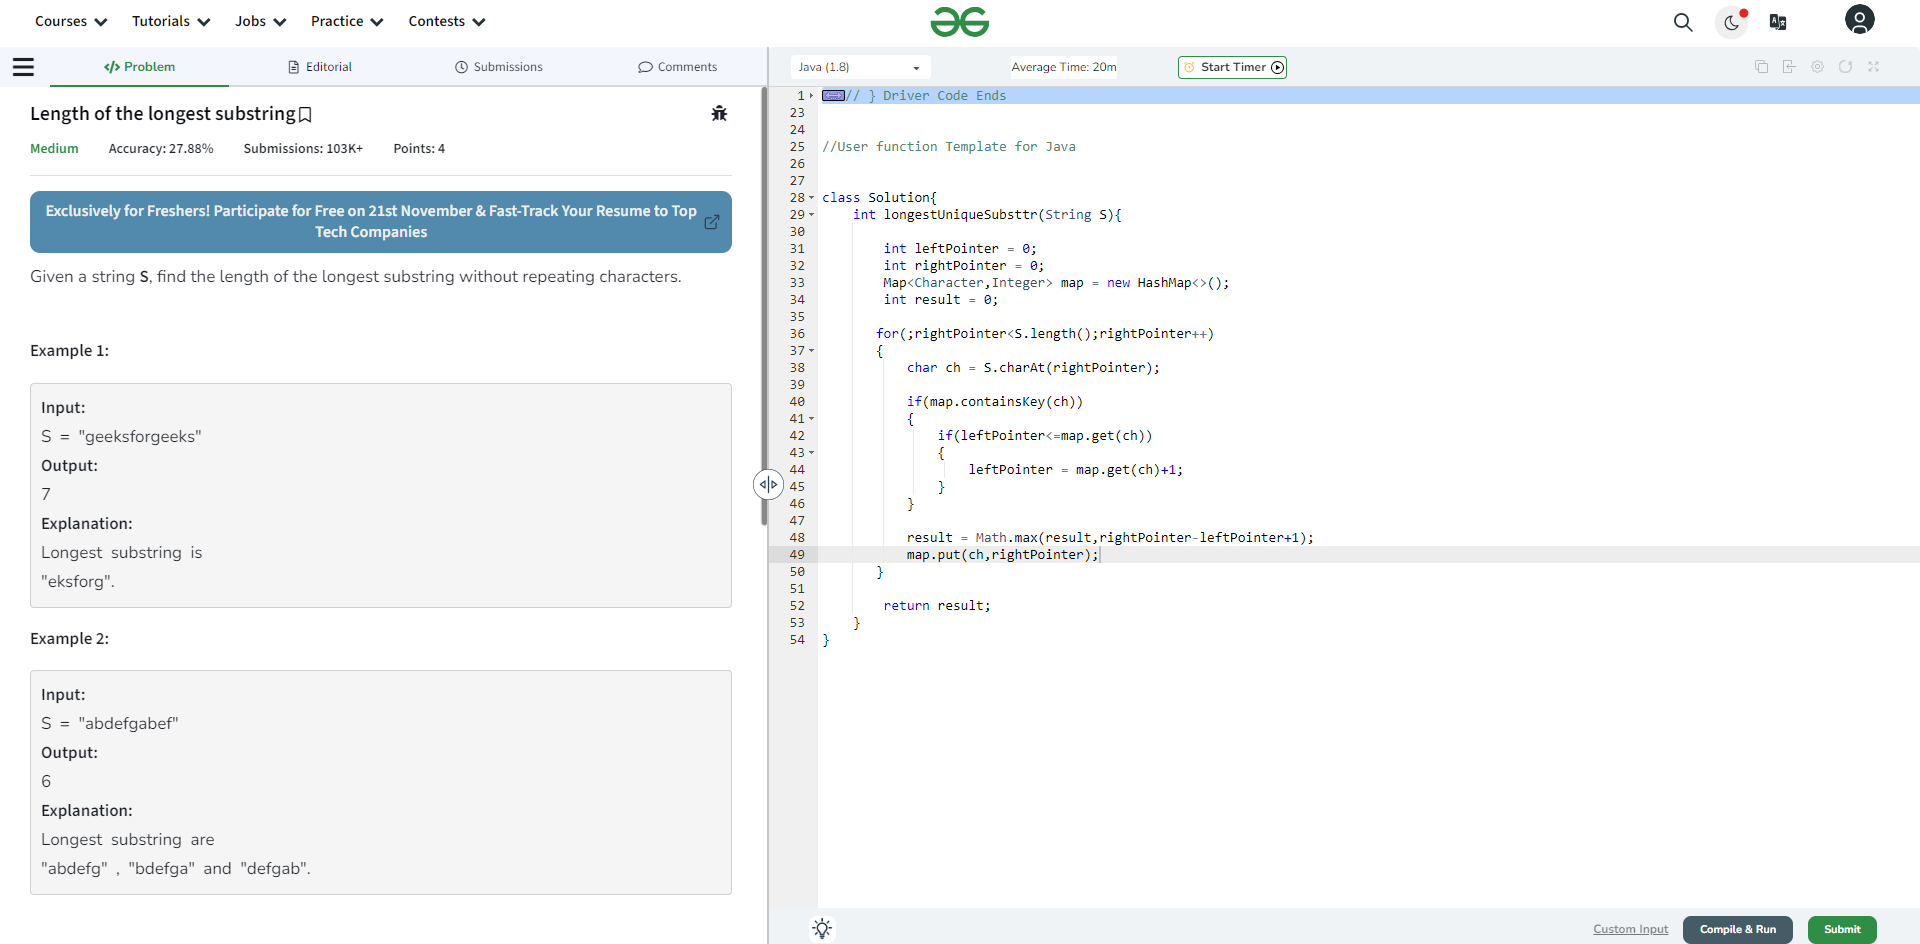 Courses Tutorials Jobs Practice Contests
Problem Editorial Submissions Comments
Length of the longest substring
Medium Accuracy: 27.88% Submissions: 103K+ Points: 4
Exclusively for Freshers! Participate for Free on 21st November & Fast-Track Your Resume to Top
Tech Companies
Given a string S, find the length of the longest substring without repeating characters.
Example 1:
Input:
S = "geeksforgeeks"
Output:
7
Explanation:
Longest substring is
"eksforg".
Example 2:
Input:
S = "abdefgabef"
Output:
6
Explanation:
Longest substring are
"abdefg" , "bdefga" and "defgab".
Java (1.8) Average Time: 20m Start Timer
1 // } Driver Code Ends
23
24
25 //User function Template for Java
26
27
28 class Solution{
29 int longestUniqueSubsttr(String S){
30
31 int leftPointer = 0;
32 int rightPointer = 0;
33 Map<Character,Integer> map = new HashMap<>();
34 int result = 0;
35
36 for(;rightPointer<S.length();rightPointer++)
37 {
38 char ch = S.charAt(rightPointer);
39
40 if(map.containsKey(ch))
41 {
42 if(leftPointer<=map.get(ch))
43 {
44 leftPointer = map.get(ch)+1;
45 }
46 }
47
48 result = Math.max(result,rightPointer-leftPointer+1);
49 map.put(ch,rightPointer);
50 }
51
52 return result;
53 }
54 }
Custom Input Compile & Run Submit